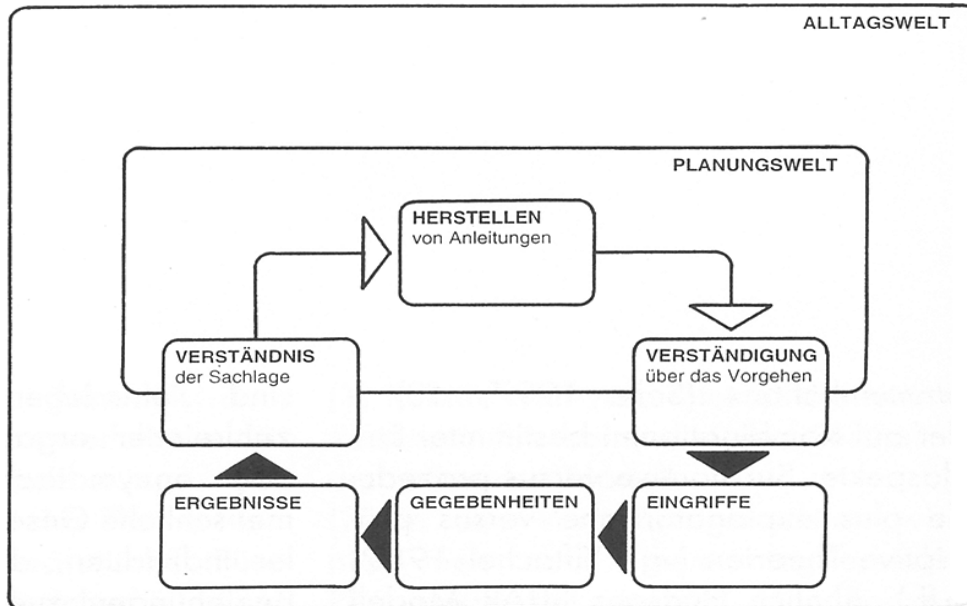 ALLTAGSWELT
PLANUNGSWELT
HERSTELLEN
von Anleitungen
VERSTÄNDNIS
der Sachlage
VERSTÄNDIGUNG
über das Vorgehen
ERGEBNISSE
GEGEBENHEITEN
EINGRIFFE